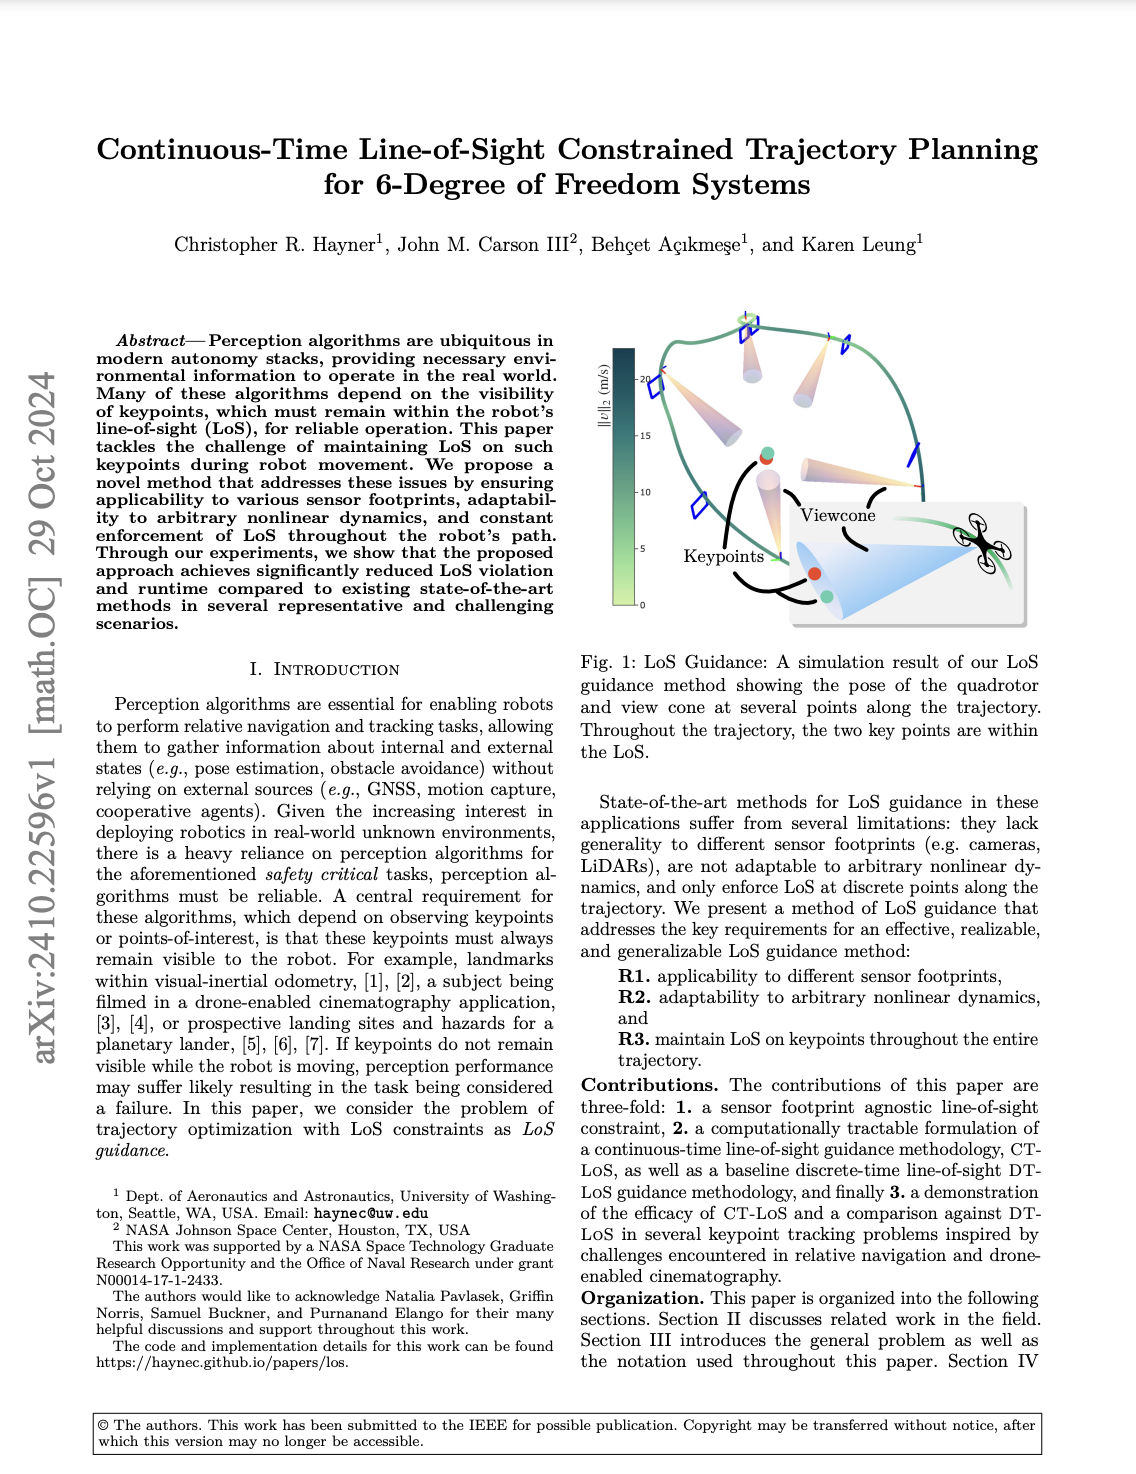 Continuous-Time Line-of-Sight Constrained Trajectory Planning
for 6-Degree of Freedom Systems
Christopher R. Hayner¹, John M. Carson III², Behçet Açıkmeşe¹, and Karen Leung¹
arXiv:2410.22596v1 [math.OC] 29 Oct 2024
Abstract—Perception algorithms are ubiquitous in
modern autonomy stacks, providing necessary envi-
ronmental information to operate in the real world.
Many of these algorithms depend on the visibility
of keypoints, which must remain within the robot's
line-of-sight (LoS), for reliable operation. This paper
tackles the challenge of maintaining LoS on such
keypoints during robot movement. We propose a
novel method that addresses these issues by ensuring
applicability to various sensor footprints, adaptabil-
ity to arbitrary nonlinear dynamics, and constant
enforcement of LoS throughout the robot's path.
Through our experiments, we show that the proposed
approach achieves significantly reduced LoS violation
and runtime compared to existing state-of-the-art
methods in several representative and challenging
scenarios.
I. Introduction
Perception algorithms are essential for enabling robots
to perform relative navigation and tracking tasks, allowing
them to gather information about internal and external
states (e.g., pose estimation, obstacle avoidance) without
relying on external sources (e.g., GNSS, motion capture,
cooperative agents). Given the increasing interest in
deploying robotics in real-world unknown environments,
there is a heavy reliance on perception algorithms for
the aforementioned safety critical tasks, perception al-
gorithms must be reliable. A central requirement for
these algorithms, which depend on observing keypoints
or points-of-interest, is that these keypoints must always
remain visible to the robot. For example, landmarks
within visual-inertial odometry, [1], [2], a subject being
filmed in a drone-enabled cinematography application,
[3], [4], or prospective landing sites and hazards for a
planetary lander, [5], [6], [7]. If keypoints do not remain
visible while the robot is moving, perception performance
may suffer likely resulting in the task being considered
a failure. In this paper, we consider the problem of
trajectory optimization with LoS constraints as LoS
guidance.
¹ Dept. of Aeronautics and Astronautics, University of Washing-
ton, Seattle, WA, USA. Email: haynec@uw.edu
² NASA Johnson Space Center, Houston, TX, USA
This work was supported by a NASA Space Technology Graduate
Research Opportunity and the Office of Naval Research under grant
N00014-17-1-2433.
The authors would like to acknowledge Natalia Pavlasek, Griffin
Norris, Samuel Buckner, and Purnanand Elango for their many
helpful discussions and support throughout this work.
The code and implementation details for this work can be found
https://haynec.github.io/papers/los.
||v||₂ (m/s)
20
15
10
5
0
Viewcone
Keypoints
Fig. 1: LoS Guidance: A simulation result of our LoS
guidance method showing the pose of the quadrotor
and view cone at several points along the trajectory.
Throughout the trajectory, the two key points are within
the LoS.
State-of-the-art methods for LoS guidance in these
applications suffer from several limitations: they lack
generality to different sensor footprints (e.g. cameras,
LiDARs), are not adaptable to arbitrary nonlinear dy-
namics, and only enforce LoS at discrete points along the
trajectory. We present a method of LoS guidance that
addresses the key requirements for an effective, realizable,
and generalizable LoS guidance method:
R1. applicability to different sensor footprints,
R2. adaptability to arbitrary nonlinear dynamics,
and
R3. maintain LoS on keypoints throughout the entire
trajectory.
Contributions. The contributions of this paper are
three-fold: 1. a sensor footprint agnostic line-of-sight
constraint, 2. a computationally tractable formulation of
a continuous-time line-of-sight guidance methodology, CT-
LoS, as well as a baseline discrete-time line-of-sight DT-
LoS guidance methodology, and finally 3. a demonstration
of the efficacy of CT-LoS and a comparison against DT-
LoS in several keypoint tracking problems inspired by
challenges encountered in relative navigation and drone-
enabled cinematography.
Organization. This paper is organized into the following
sections. Section II discusses related work in the field.
Section III introduces the general problem as well as
the notation used throughout this paper. Section IV
© The authors. This work has been submitted to the IEEE for possible publication. Copyright may be transferred without notice, after
which this version may no longer be accessible.